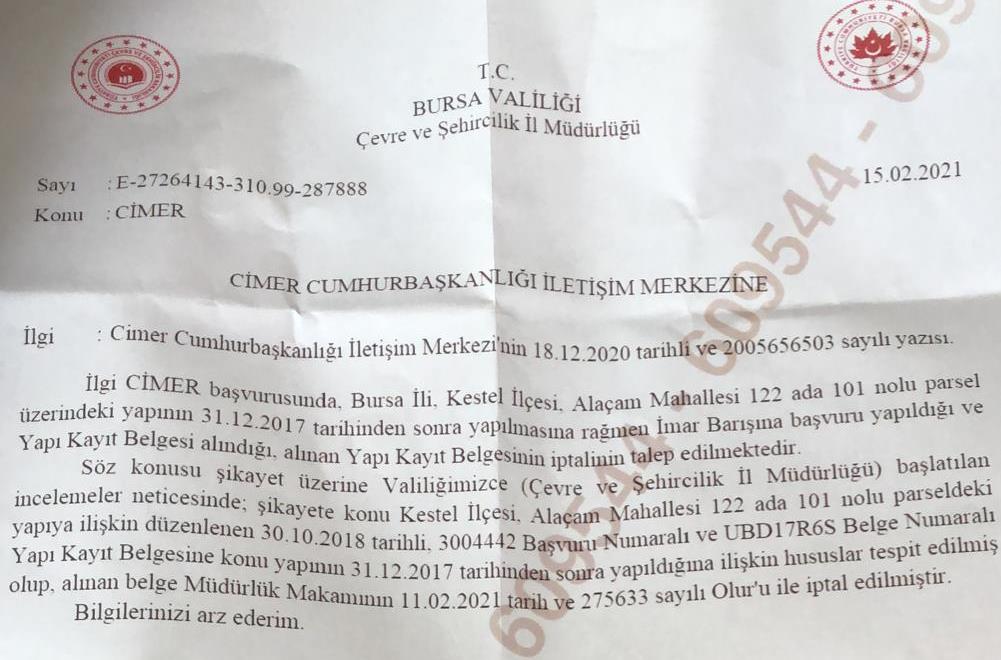 T.C.
BURSA VALİLİĞİ
Çevre ve Şehircilik İl Müdürlüğü
Sayı : E-27264143-310.99-287888
15.02.2021
Konu : CİMER
CİMER CUMHURBAŞKANLIĞI İLETİŞİM MERKEZİNE
İlgi : Cimer Cumhurbaşkanlığı İletişim Merkezi'nin 18.12.2020 tarihli ve 2005656503 sayılı yazısı.
İlgi CİMER başvurusunda, Bursa İli, Kestel İlçesi, Alaçam Mahallesi 122 ada 101 nolu parsel
üzerindeki yapının 31.12.2017 tarihinden sonra yapılmasına rağmen İmar Barışına başvuru yapıldığı ve
Yapı Kayıt Belgesi alındığı, alınan Yapı Kayıt Belgesinin iptalinin talep edilmektedir.
Söz konusu şikayet üzerine Valiliğimizce (Çevre ve Şehircilik İl Müdürlüğü) başlatılan
incelemeler neticesinde; şikayete konu Kestel İlçesi, Alaçam Mahallesi 122 ada 101 nolu parseldeki
yapıya ilişkin düzenlenen 30.10.2018 tarihli, 3004442 Başvuru Numaralı ve UBD17R6S Belge Numaralı
Yapı Kayıt Belgesine konu yapının 31.12.2017 tarihinden sonra yapıldığına ilişkin hususlar tespit edilmiş
olup, alınan belge Müdürlük Makamının 11.02.2021 tarih ve 275633 sayılı Olur'u ile iptal edilmiştir.
Bilgilerinizi arz ederim.
609544 - 609544 - 609